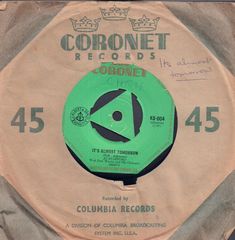 CORONET
RECORDS
Its almost
tomorrow
CORONET
KS-004
45
45
IT'S ALMOST TOMORROW
Recorded by
COLUMBIA RECORDS
A DIVISION OF COLUMBIA BROADCASTING
SYSTEM INC. U.S.A.